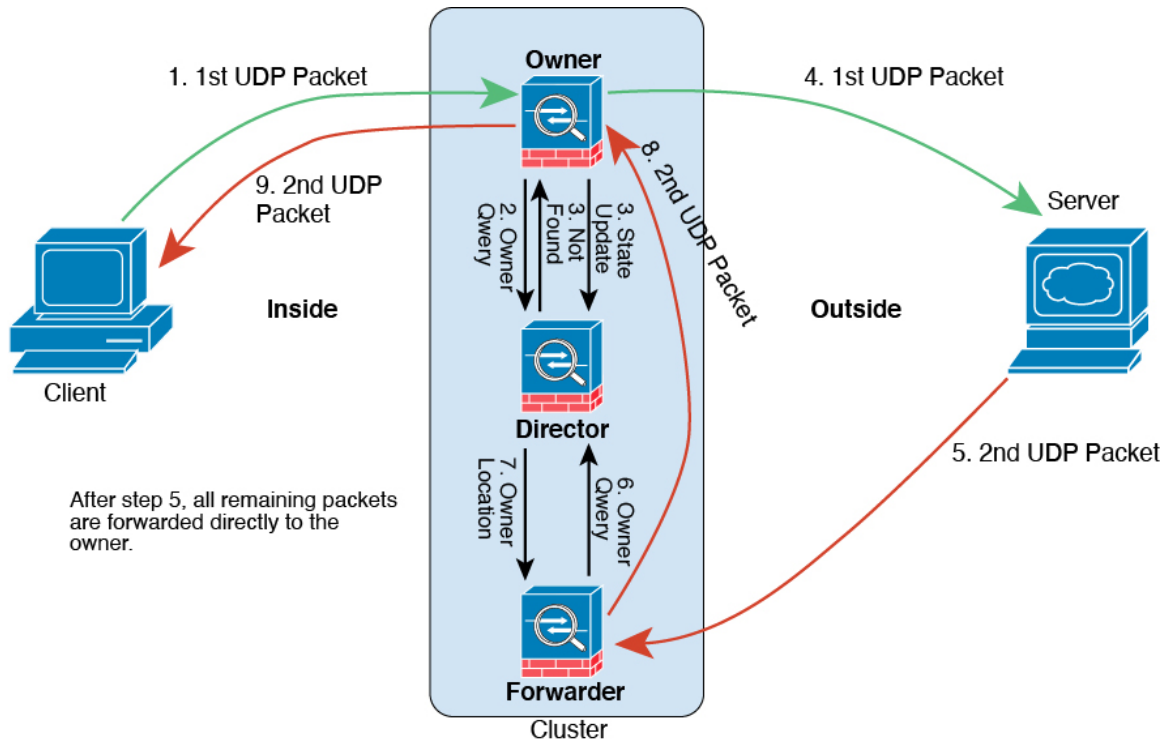 Owner
1. 1st UDP Packet
4. 1st UDP Packet
9. 2nd UDP
Packet
2. Owner
Qwery
3. Not
Found
3. State
Update
8. 2nd UDP Packet
Server
Inside
Outside
Client
Director
5. 2nd UDP Packet
After step 5, all remaining packets
are forwarded directly to the
owner.
7. Owner
Location
6. Owner
Qwery
Forwarder
Cluster